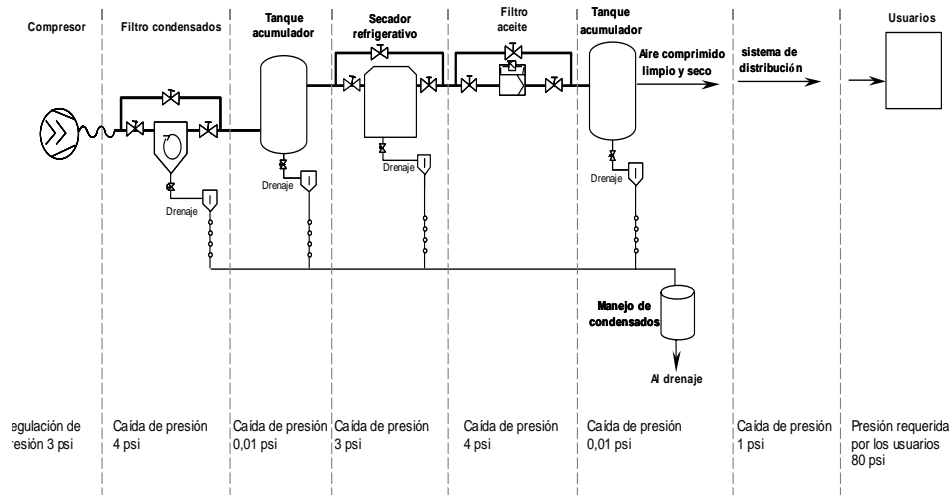 Compresor
Filtro condensados
Tanque
acumulador
Secador
refrigerativo
Filtro
aceite
Tanque
acumulador
Aire comprimido
limpio y seco
sistema de
distribución
Usuarios
Drenaje
Drenaje
Drenaje
Drenaje
Manejo de
condensados
Al drenaje
egulación de
resión 3 psi
Caída de presión
4 psi
Caída de presión
0,01 psi
Caída de presión
3 psi
Caída de presión
4 psi
Caída de presión
0,01 psi
Caída de presión
1 psi
Presión requerida
por los usuarios
80 psi